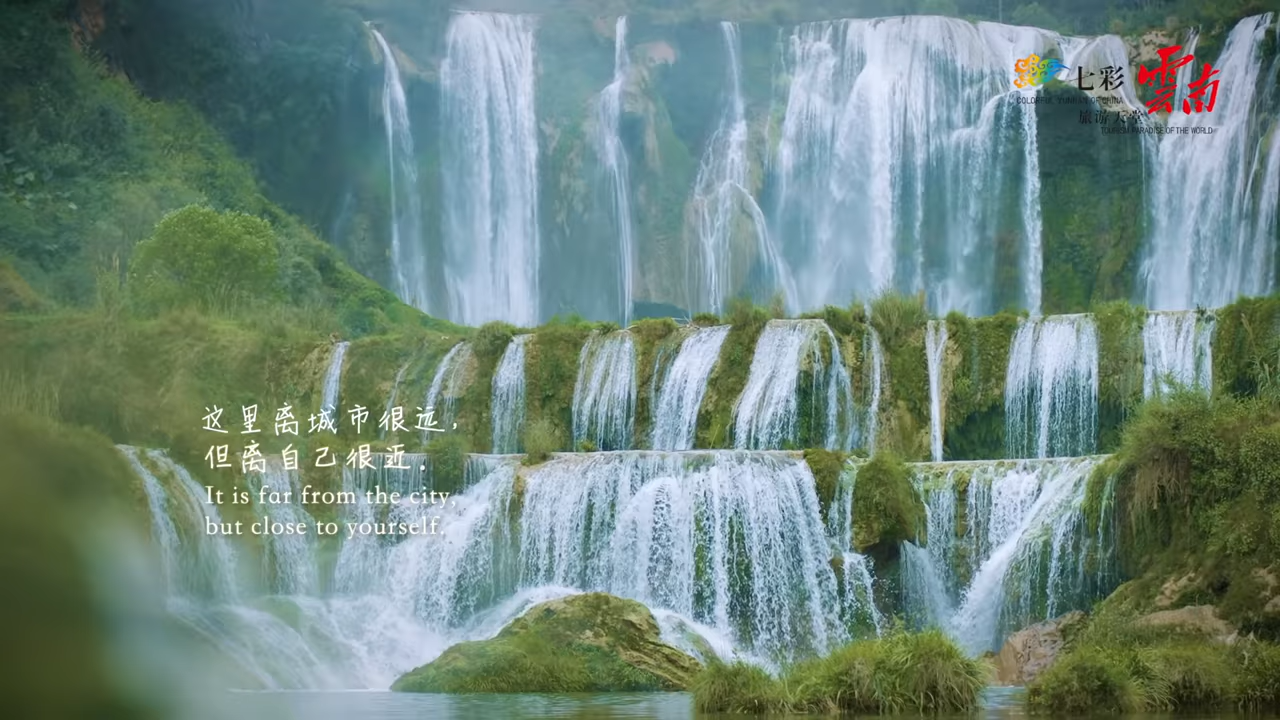 七彩雲南
COLORFUL YUNNAN OF CHINA
旅游天堂
TOURISM PARADISE OF THE WORLD
这里离城市很远，
但离自己很近.
It is far from the city,
but close to yourself.